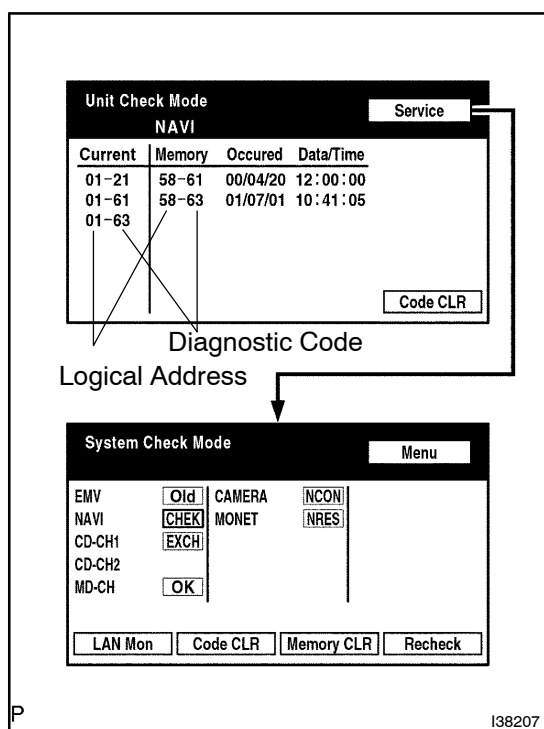 Unit Check Mode
NAVI
Service
Current Memory Occured Data/Time
01-21 58-61 00/04/20 12:00:00
01-61 58-63 01/07/01 10:41:05
01-63
Code CLR
Diagnostic Code
Logical Address
System Check Mode
Menu
EMV Old CAMERA NCON
NAVI CHEK MONET NRES
CD-CH1 EXCH
CD-CH2
MD-CH OK
LAN Mon Code CLR Memory CLR Recheck
P
I38207